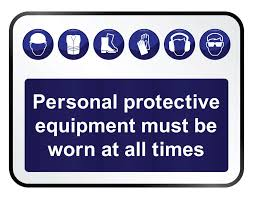 Personal protective
equipment must be
worn at all times